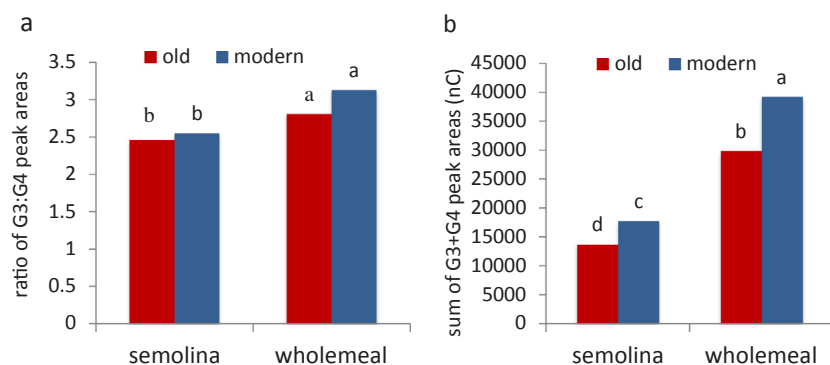 a
old modern
ratio of G3:G4 peak areas
3.5
3
2.5
2
1.5
1
0.5
0
b b a a
semolina wholemeal
b
old modern
sum of G3+G4 peak areas (nC)
45000
40000
35000
30000
25000
20000
15000
10000
5000
0
d c b a
semolina wholemeal